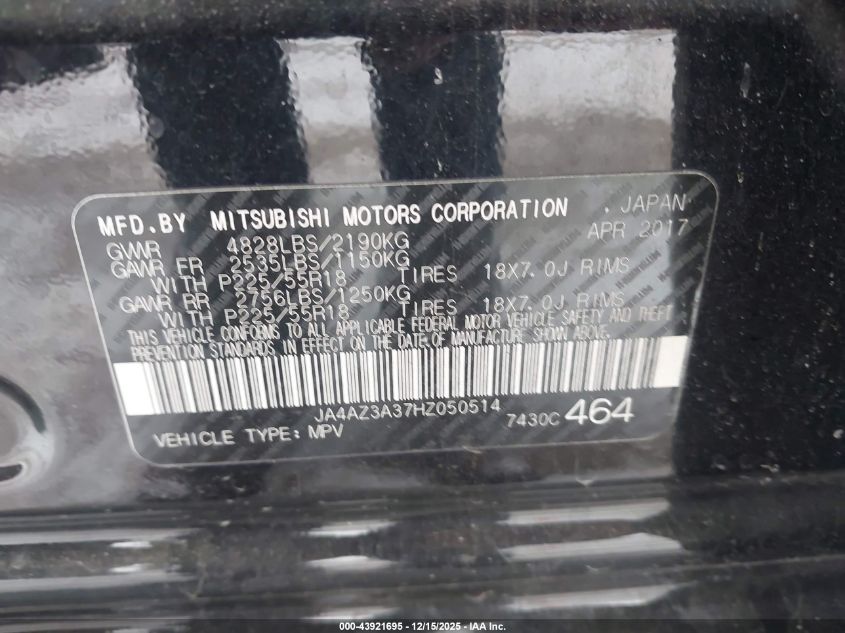 MFD.BY MITSUBISHI MOTORS CORPORATION , JAPAN
GVWR 4828LBS/2190KG APR 2017
GAWR FR 2535LBS/1150KG
WITH P225/55R18 TIRES 18X7.0J RIMS
GAWR RR 2756LBS/1250KG
WITH P225/55R18 TIRES 18X7.0J RIMS
THIS VEHICLE CONFORMS TO ALL APPLICABLE FEDERAL MOTOR VEHICLE SAFETY AND THEFT
PREVENTION STANDARDS IN EFFECT ON THE DATE OF MANUFACTURE SHOWN ABOVE.
JA4AZ3A37HZ050514 7430C 464
VEHICLE TYPE: MPV
000-43921695 - 12/15/2025 - IAA Inc.